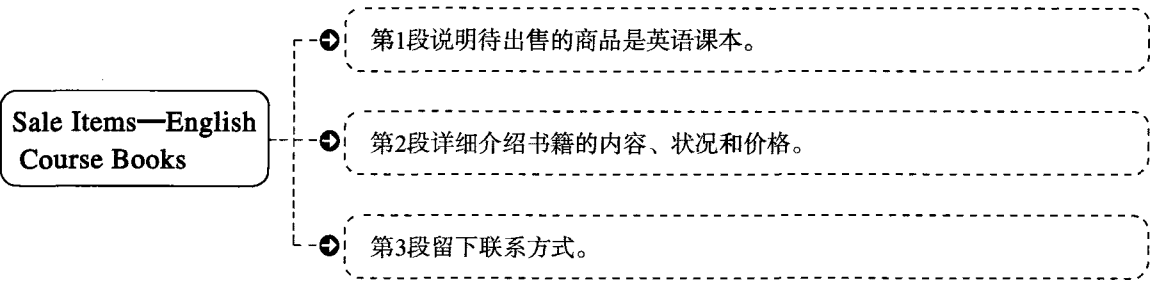 Sale Items—English
Course Books
第1段说明待出售的商品是英语课本。
第2段详细介绍书籍的内容、状况和价格。
第3段留下联系方式。